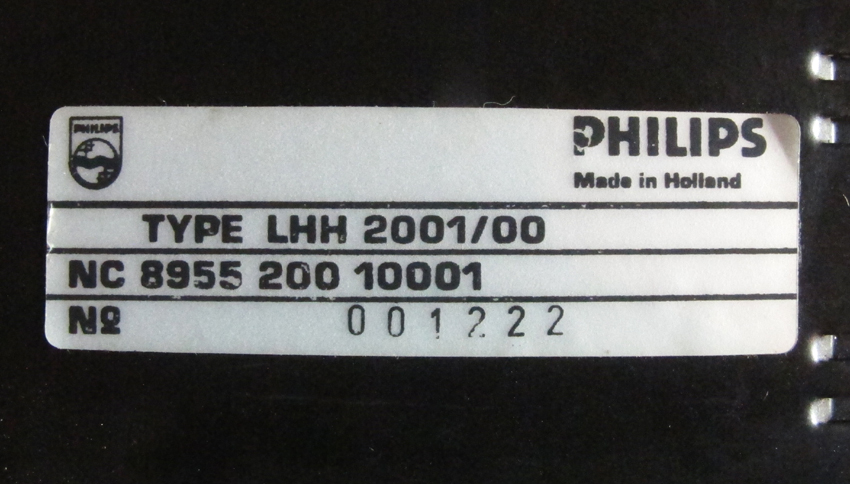 PHILIPS
PHILIPS
Made in Holland
TYPE LHH 2001/00
NC 8955 200 10001
Nº 001222